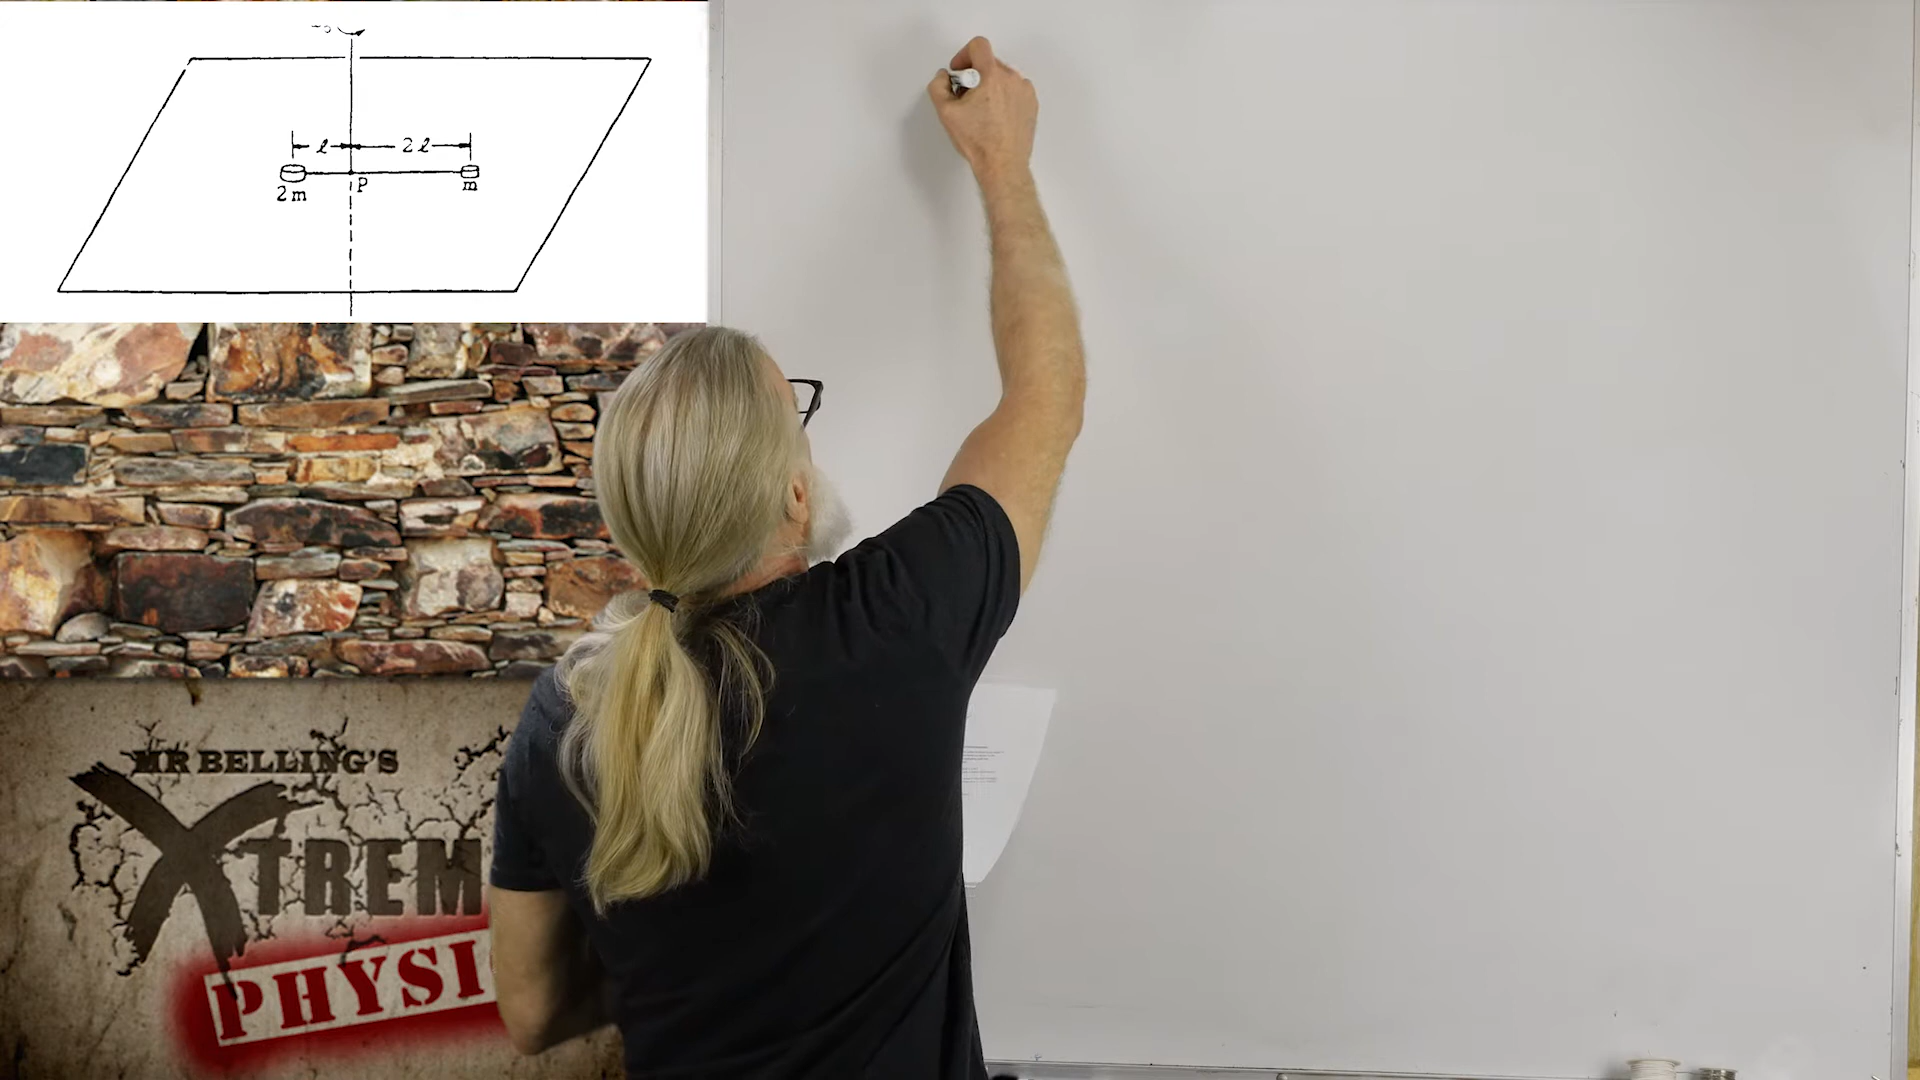 ℓ 2ℓ
P
2m m
MR BELLING'S
XTREM
PHYSI